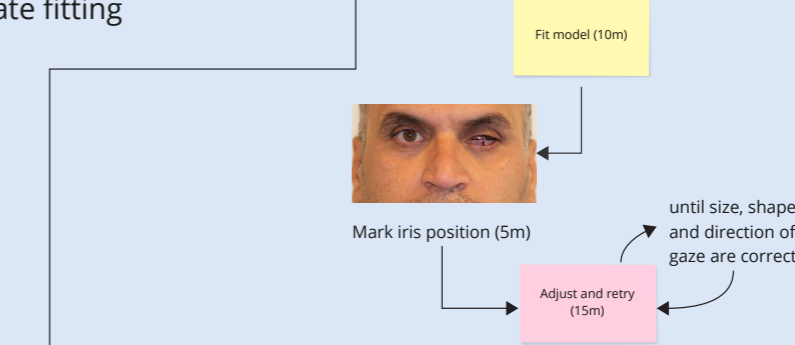 ate fitting
Fit model (10m)
Mark iris position (5m)
until size, shape
and direction of
gaze are correct
Adjust and retry
(15m)